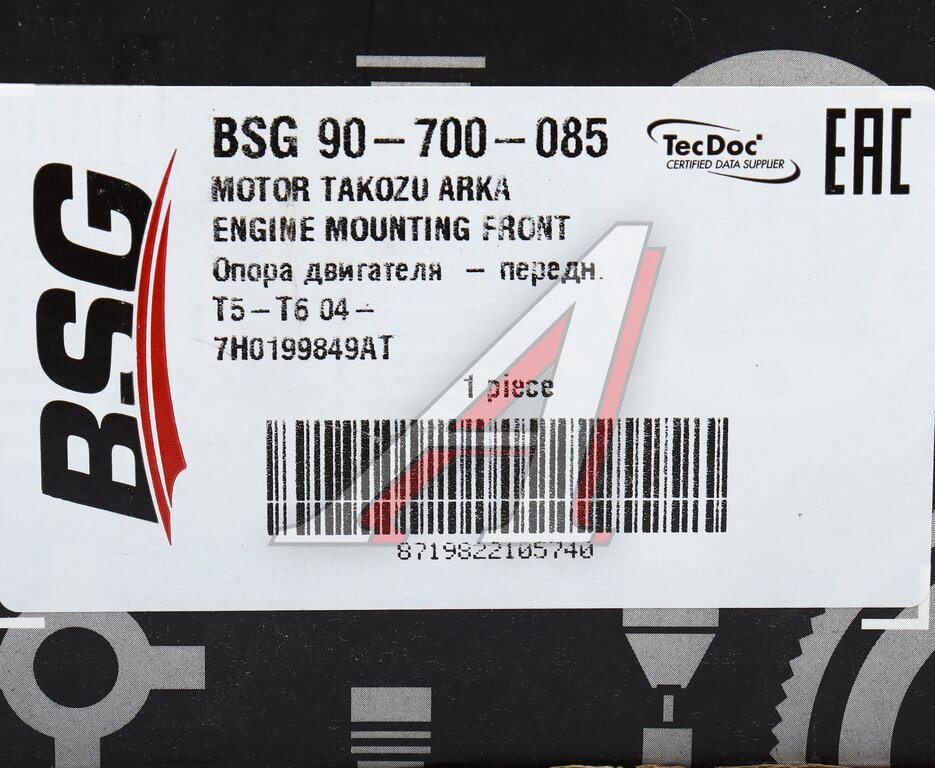 BSG
BSG 90-700-085
MOTOR TAKOZU ARKA
ENGINE MOUNTING FRONT
Опора двигателя - передн.
T5-T6 04-
7H0199849AT
1 piece
8719822105740
TecDoc
CERTIFIED DATA SUPPLIER
EAC